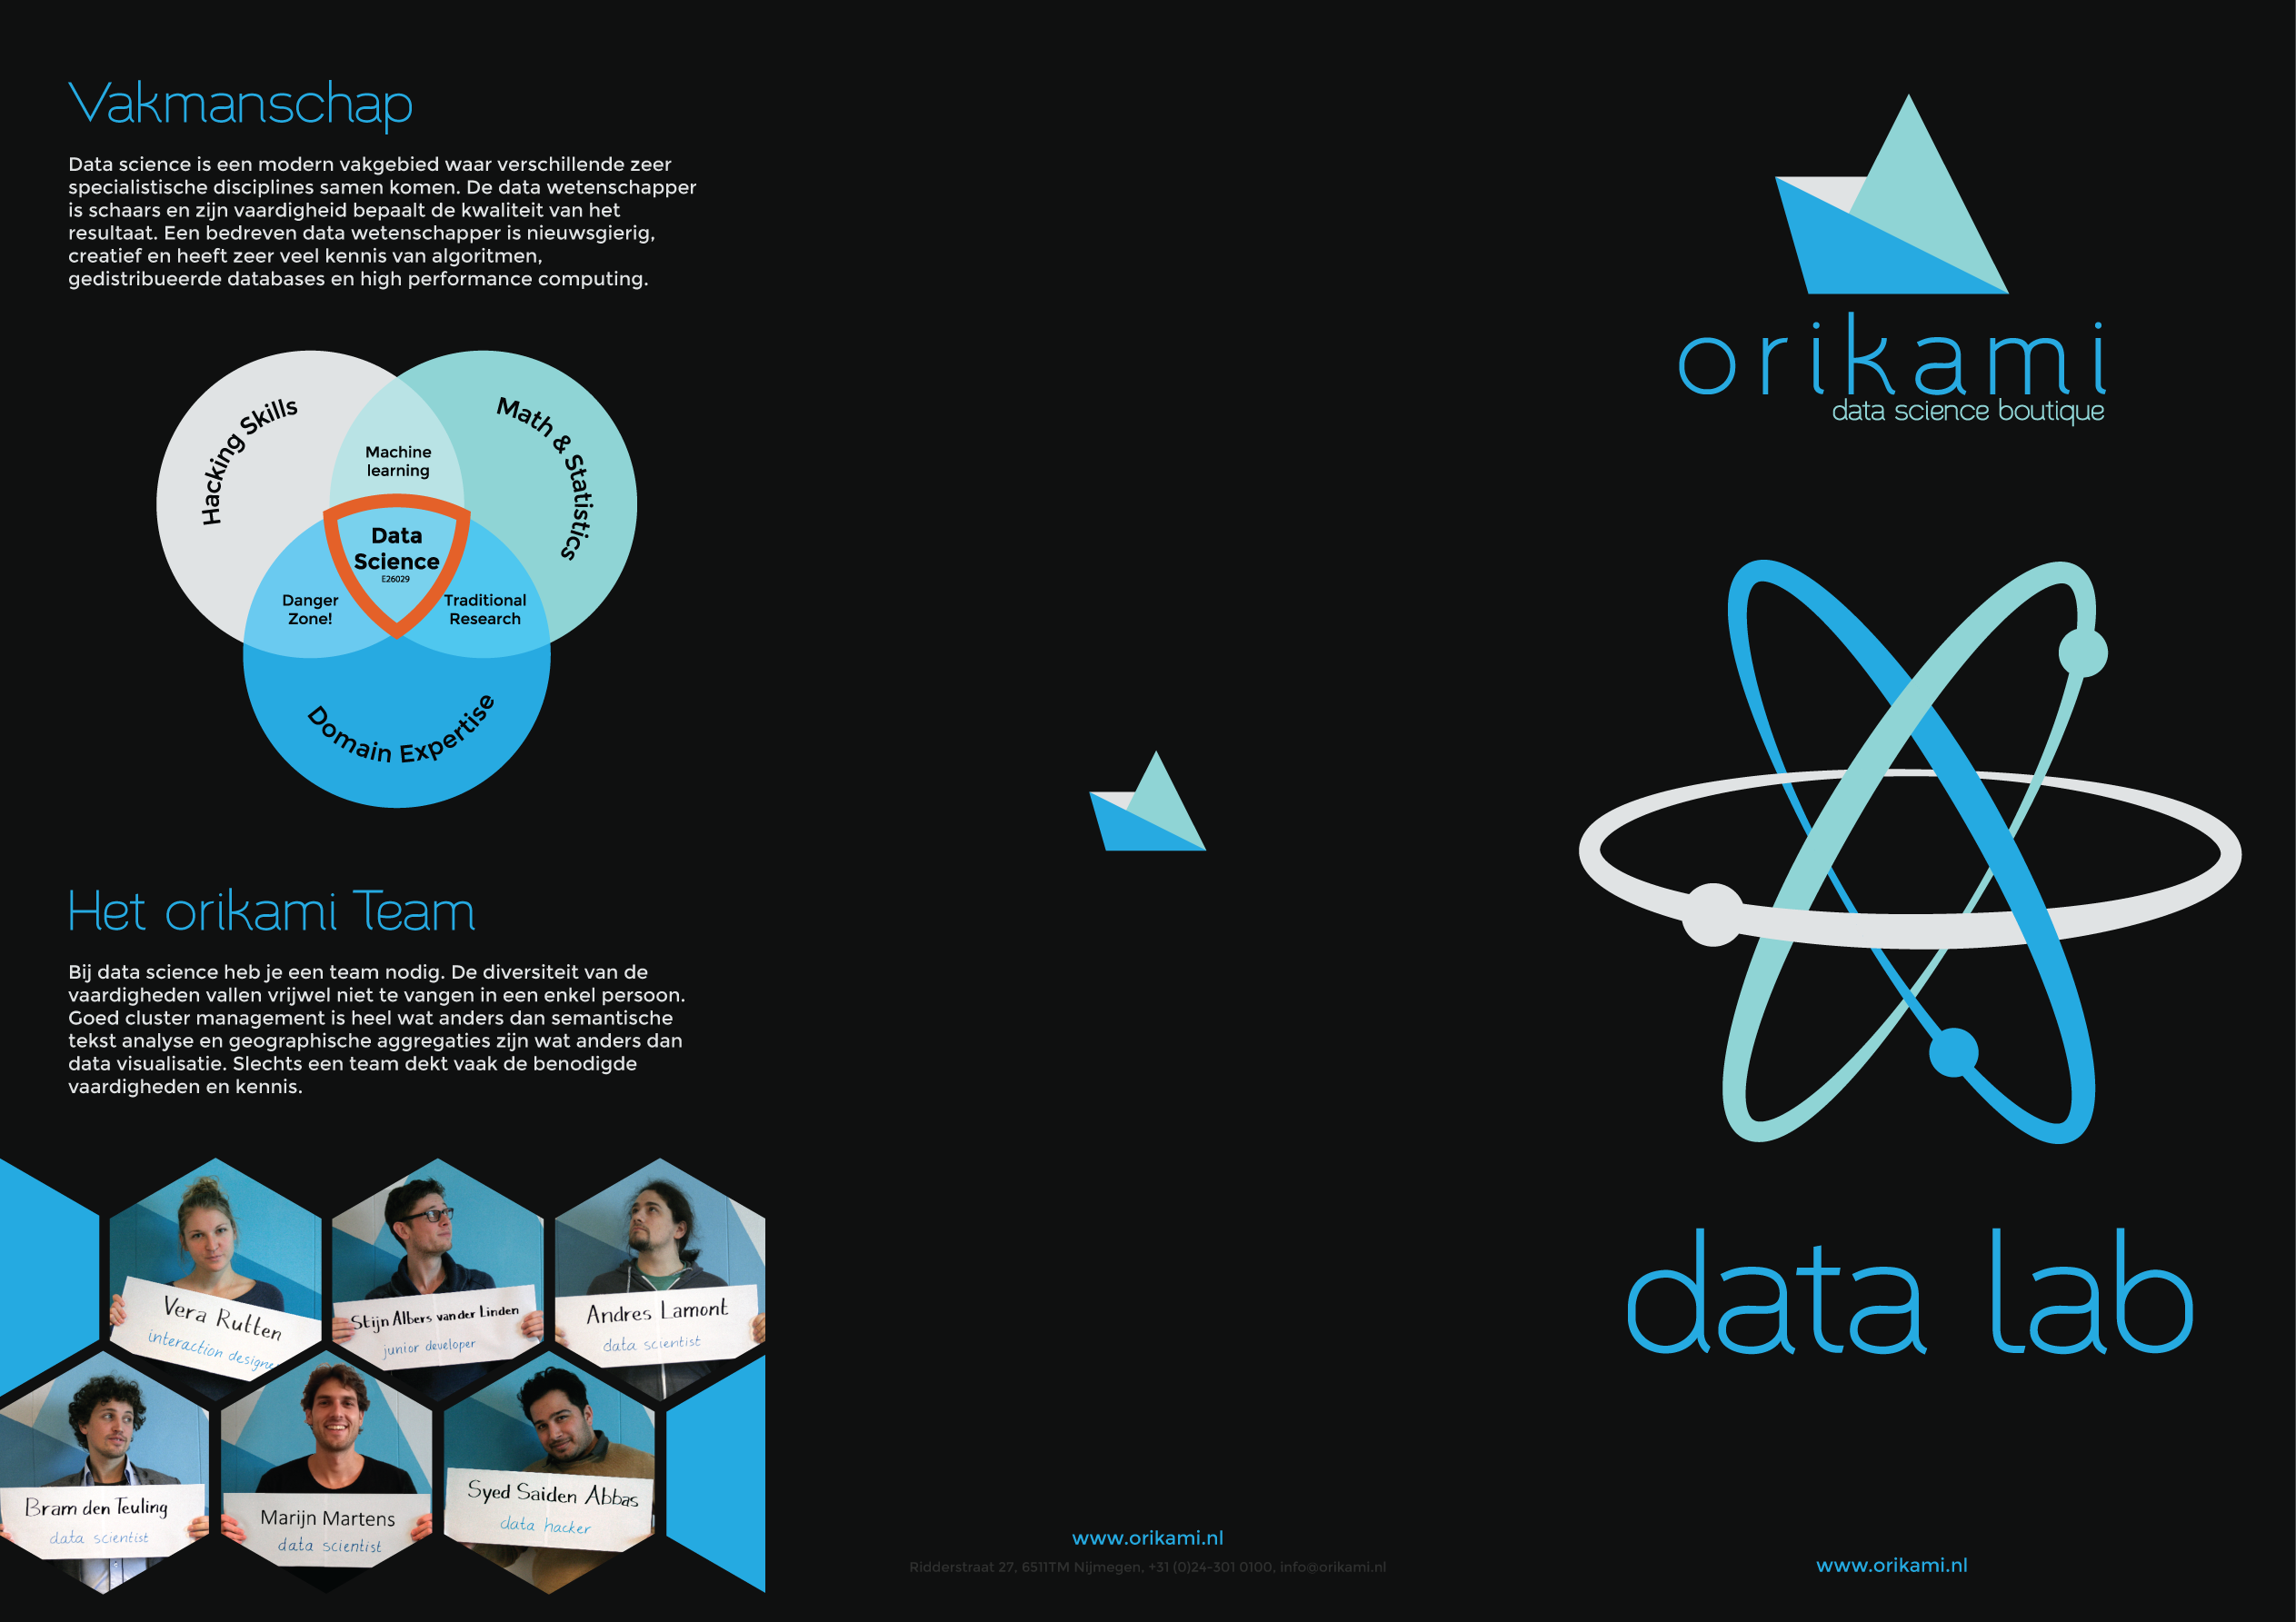 Vakmanschap
Data science is een modern vakgebied waar verschillende zeer
specialistische disciplines samen komen. De data wetenschapper
is schaars en zijn vaardigheid bepaalt de kwaliteit van het
resultaat. Een bedreven data wetenschapper is nieuwsgierig,
creatief en heeft zeer veel kennis van algoritmen,
gedistribueerde databases en high performance computing.
Hacking Skills
Math & Statistics
Machine
learning
Data
Science
E26029
Danger
Zone!
Traditional
Research
Domain Expertise
Het orikami Team
Bij data science heb je een team nodig. De diversiteit van de
vaardigheden vallen vrijwel niet te vangen in een enkel persoon.
Goed cluster management is heel wat anders dan semantische
tekst analyse en geographische aggregaties zijn wat anders dan
data visualisatie. Slechts een team dekt vaak de benodigde
vaardigheden en kennis.
Vera Rutten
interaction designe
Stijn Albers van der Linden
junior developer
Andres Lamont
data scientist
Bram den Teuling
data scientist
Marijn Martens
data scientist
Syed Saiden Abbas
data hacker
www.orikami.nl
Ridderstraat 27, 6511TM Nijmegen, +31 (0)24-301 0100, info@orikami.nl
orikami
data science boutique
data lab
www.orikami.nl